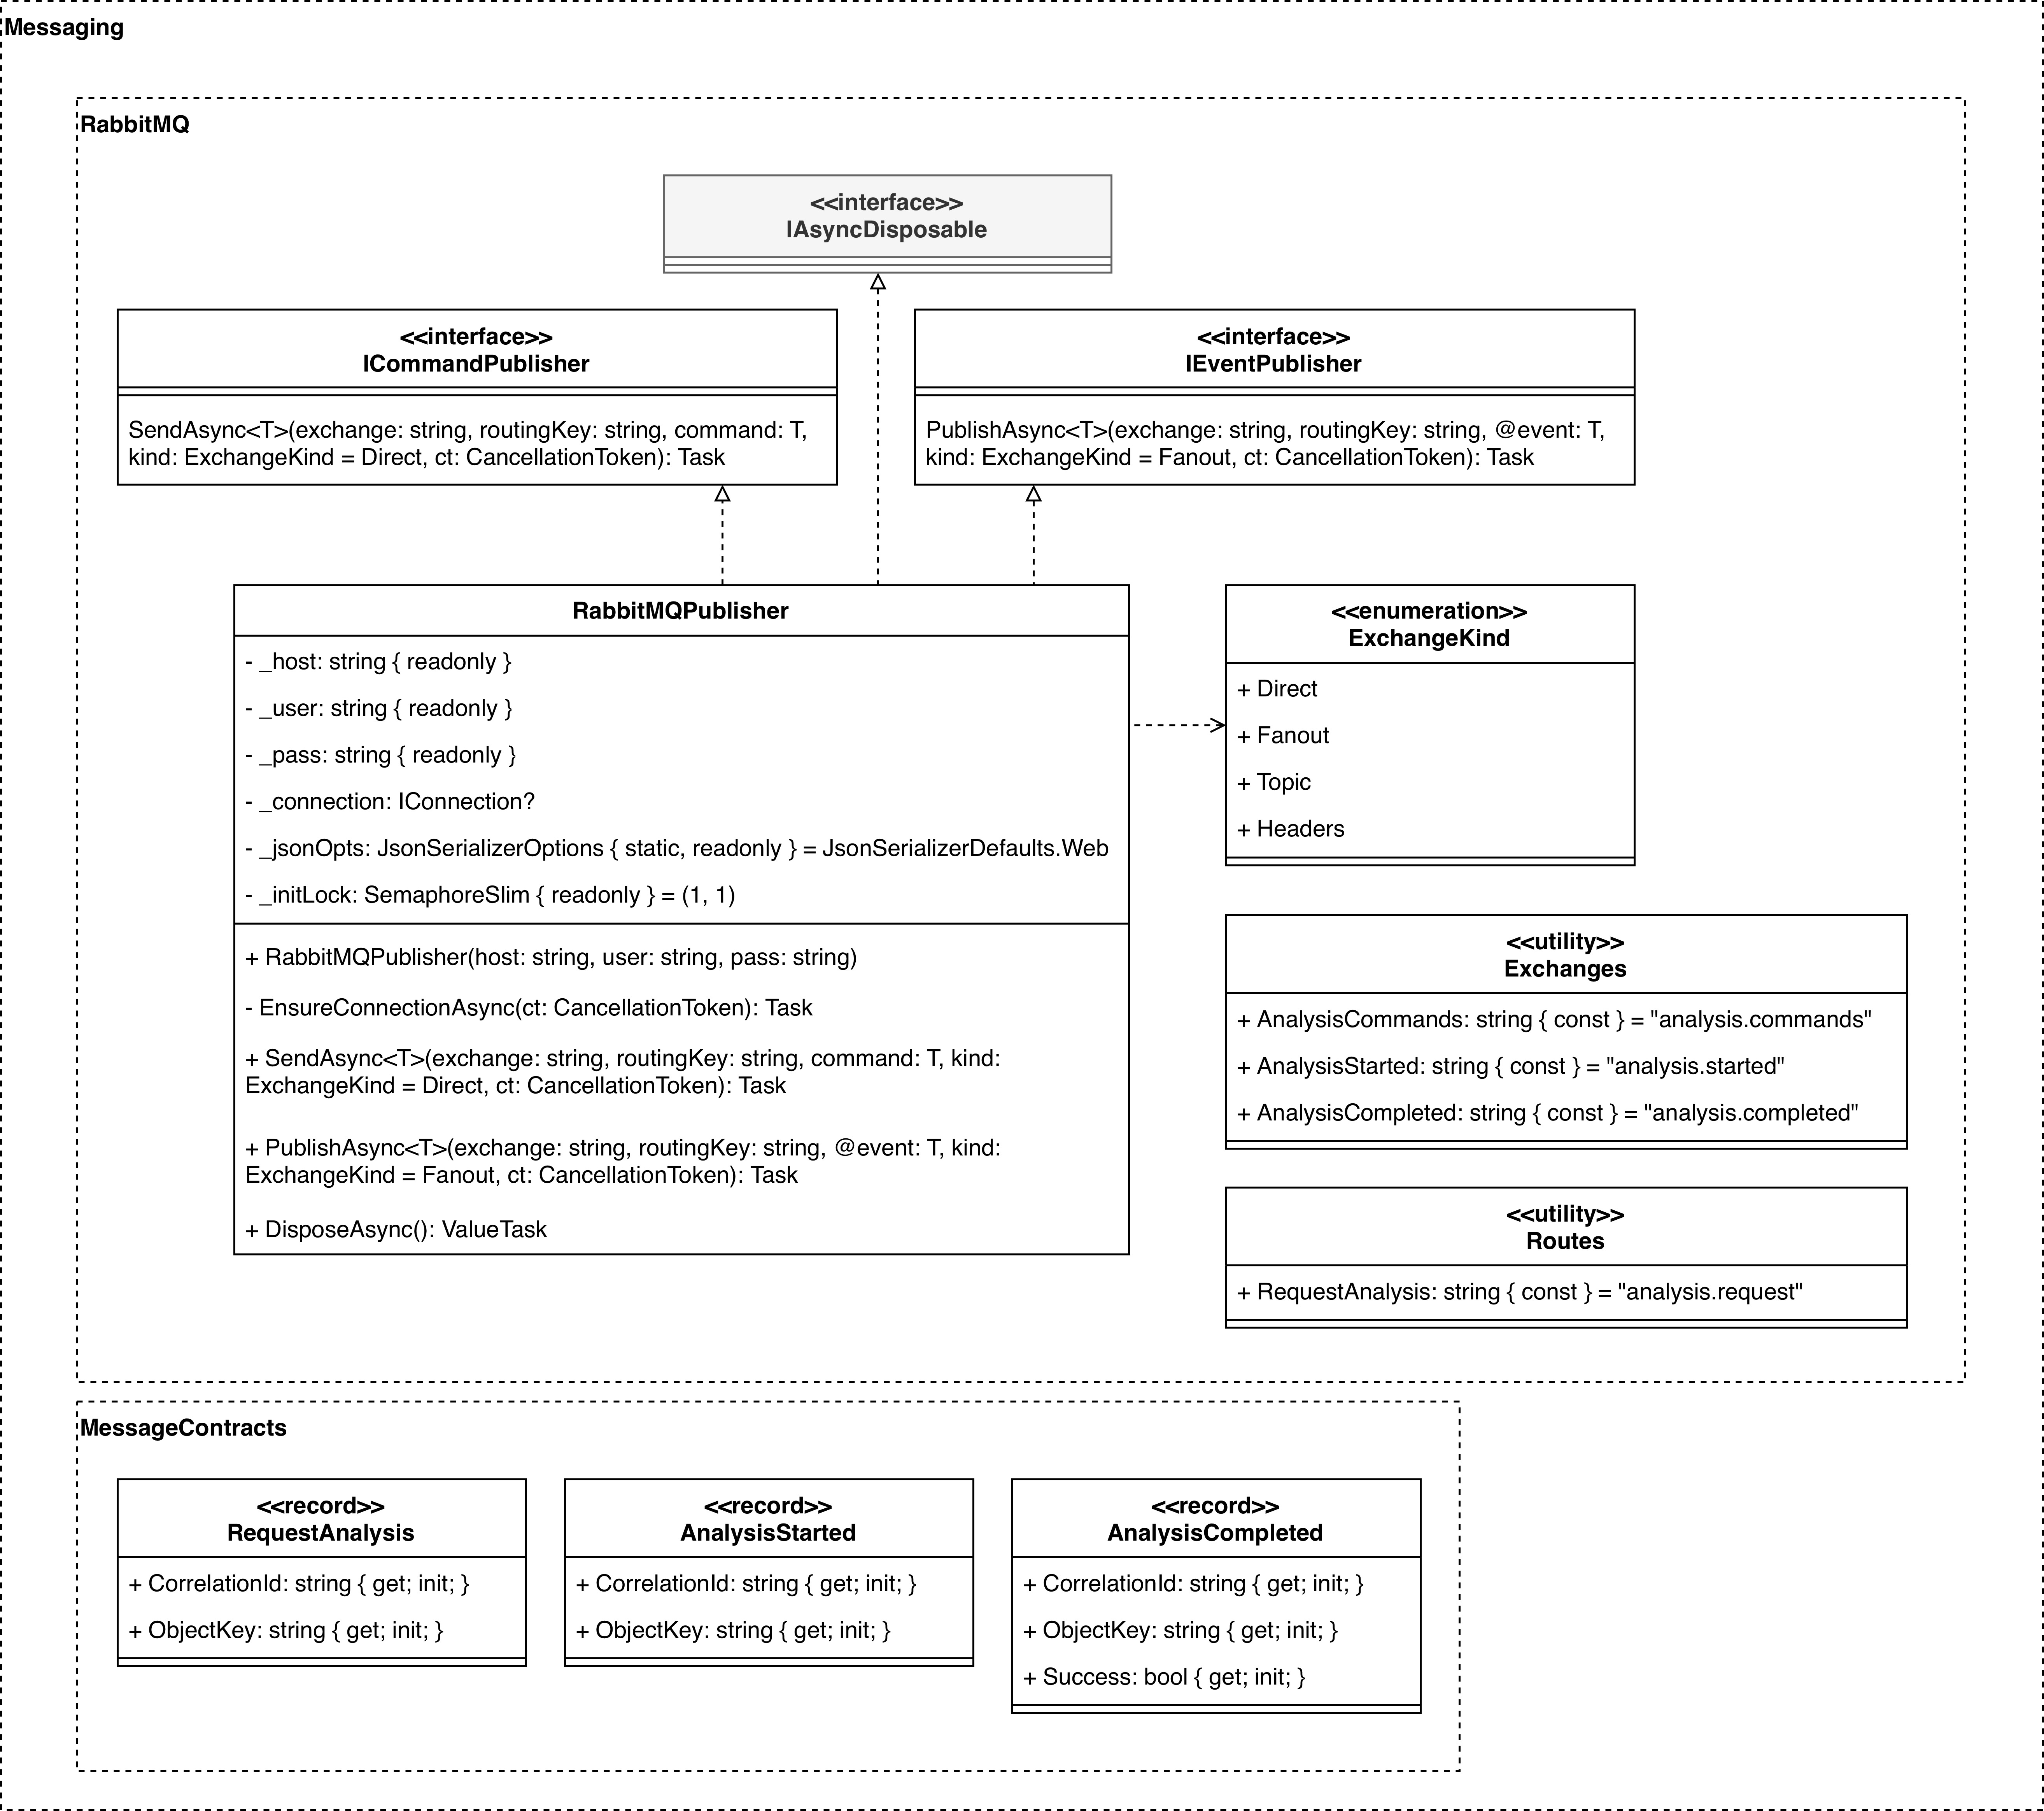 Messaging
RabbitMQ
<<interface>>
IAsyncDisposable
<<interface>>
ICommandPublisher
SendAsync<T>(exchange: string, routingKey: string, command: T,
kind: ExchangeKind = Direct, ct: CancellationToken): Task
<<interface>>
IEventPublisher
PublishAsync<T>(exchange: string, routingKey: string, @event: T,
kind: ExchangeKind = Fanout, ct: CancellationToken): Task
RabbitMQPublisher
- _host: string { readonly }
- _user: string { readonly }
- _pass: string { readonly }
- _connection: IConnection?
- _jsonOpts: JsonSerializerOptions { static, readonly } = JsonSerializerDefaults.Web
- _initLock: SemaphoreSlim { readonly } = (1, 1)
+ RabbitMQPublisher(host: string, user: string, pass: string)
- EnsureConnectionAsync(ct: CancellationToken): Task
+ SendAsync<T>(exchange: string, routingKey: string, command: T, kind:
ExchangeKind = Direct, ct: CancellationToken): Task
+ PublishAsync<T>(exchange: string, routingKey: string, @event: T, kind:
ExchangeKind = Fanout, ct: CancellationToken): Task
+ DisposeAsync(): ValueTask
<<enumeration>>
ExchangeKind
+ Direct
+ Fanout
+ Topic
+ Headers
<<utility>>
Exchanges
+ AnalysisCommands: string { const } = "analysis.commands"
+ AnalysisStarted: string { const } = "analysis.started"
+ AnalysisCompleted: string { const } = "analysis.completed"
<<utility>>
Routes
+ RequestAnalysis: string { const } = "analysis.request"
MessageContracts
<<record>>
RequestAnalysis
+ CorrelationId: string { get; init; }
+ ObjectKey: string { get; init; }
<<record>>
AnalysisStarted
+ CorrelationId: string { get; init; }
+ ObjectKey: string { get; init; }
<<record>>
AnalysisCompleted
+ CorrelationId: string { get; init; }
+ ObjectKey: string { get; init; }
+ Success: bool { get; init; }